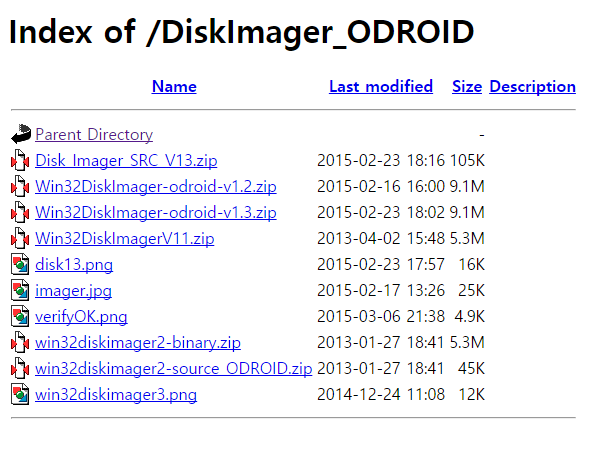 Index of /DiskImager_ODROID
Name Last modified Size Description
Parent Directory -
Disk_Imager_SRC_V13.zip 2015-02-23 18:16 105K
Win32DiskImager-odroid-v1.2.zip 2015-02-16 16:00 9.1M
Win32DiskImager-odroid-v1.3.zip 2015-02-23 18:02 9.1M
Win32DiskImagerV11.zip 2013-04-02 15:48 5.3M
disk13.png 2015-02-23 17:57 16K
imager.jpg 2015-02-17 13:26 25K
verifyOK.png 2015-03-06 21:38 4.9K
win32diskimager2-binary.zip 2013-01-27 18:41 5.3M
win32diskimager2-source_ODROID.zip 2013-01-27 18:41 45K
win32diskimager3.png 2014-12-24 11:08 12K